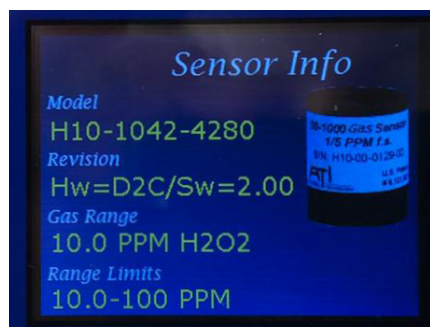 Sensor Info
Model
H10-1042-4280
Revision
Hw=D2C/Sw=2.00
Gas Range
10.0 PPM H2O2
Range Limits
10.0-100 PPM
00-1000 Gas Sensor
1/5 PPM f.s.
S/N: H10-00-0129-00
ATI